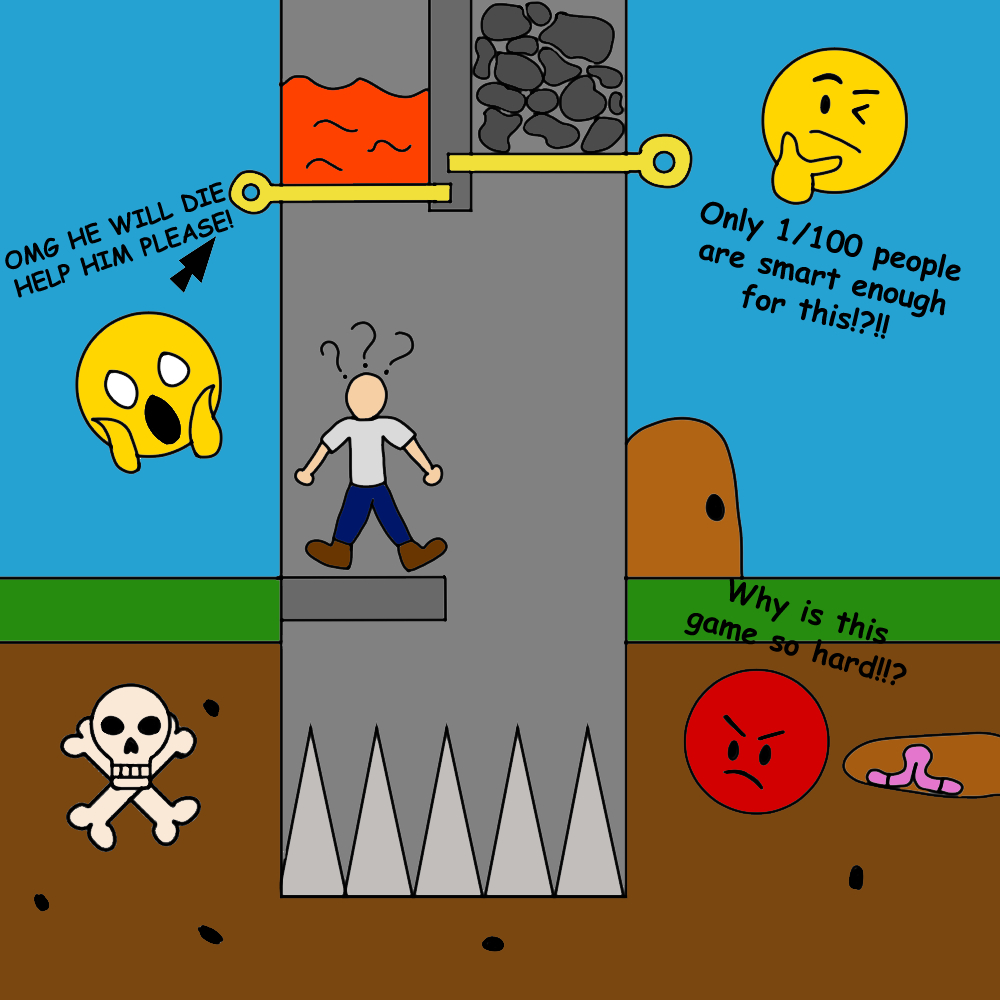 OMG HE WILL DIE
HELP HIM PLEASE!
Only 1/100 people
are smart enough
for this!?!!
Why is this
game so hard!!?